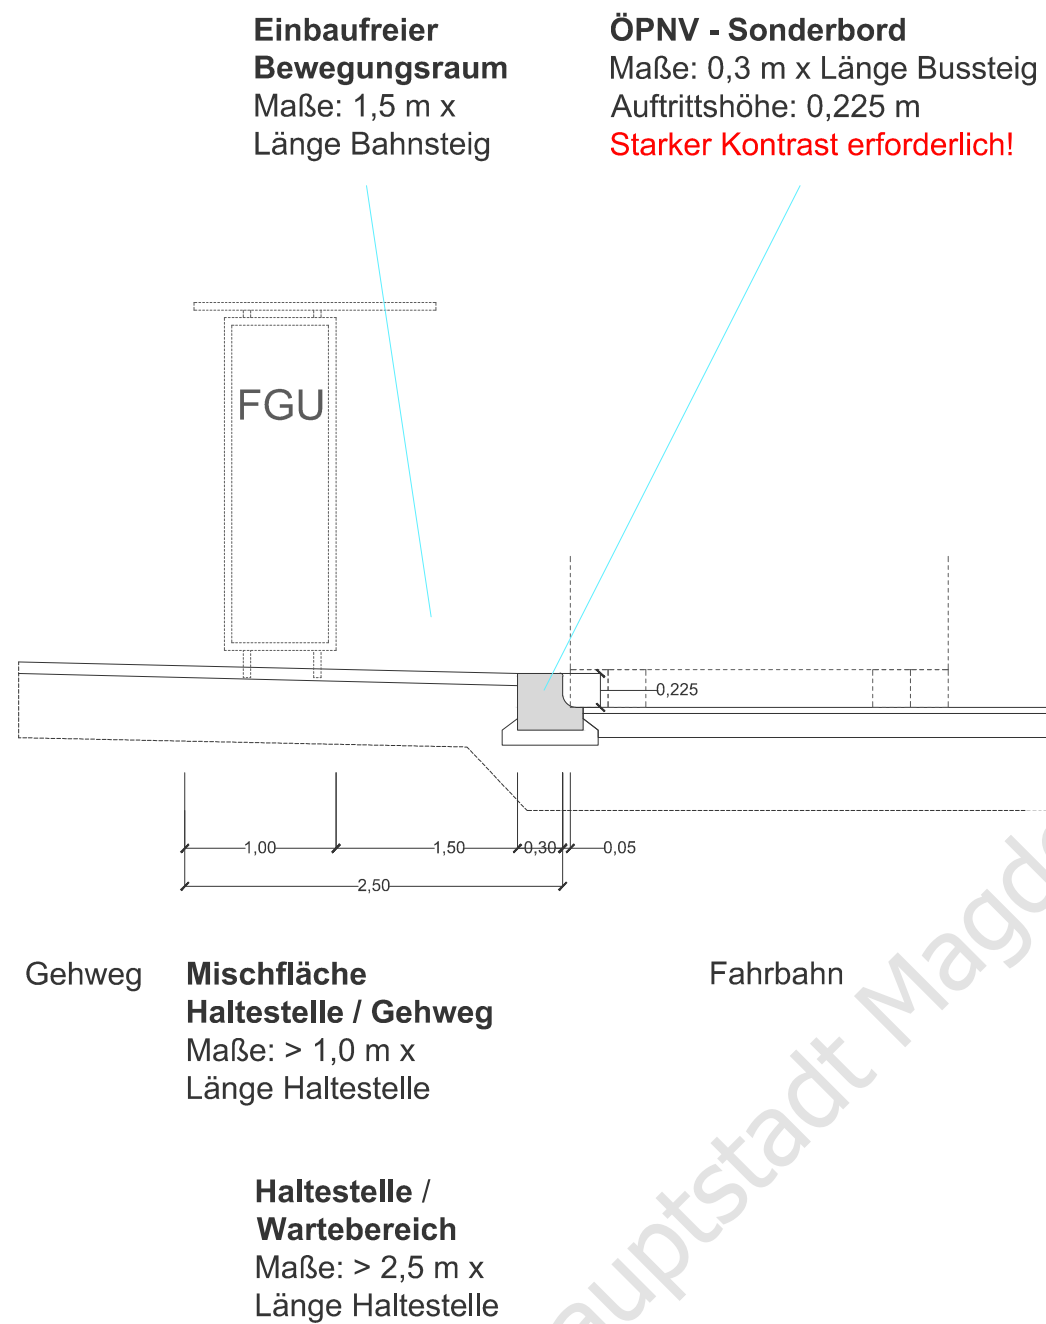 Einbaufreier
Bewegungsraum
Maße: 1,5 m x
Länge Bahnsteig
ÖPNV - Sonderbord
Maße: 0,3 m x Länge Bussteig
Auftrittshöhe: 0,225 m
Starker Kontrast erforderlich!
FGU
0,225
1,00
1,50
0,30
0,05
2,50
Gehweg
Mischfläche
Haltestelle / Gehweg
Maße: > 1,0 m x
Länge Haltestelle
Fahrbahn
Haltestelle /
Wartebereich
Maße: > 2,5 m x
Länge Haltestelle
auptstadt Magde